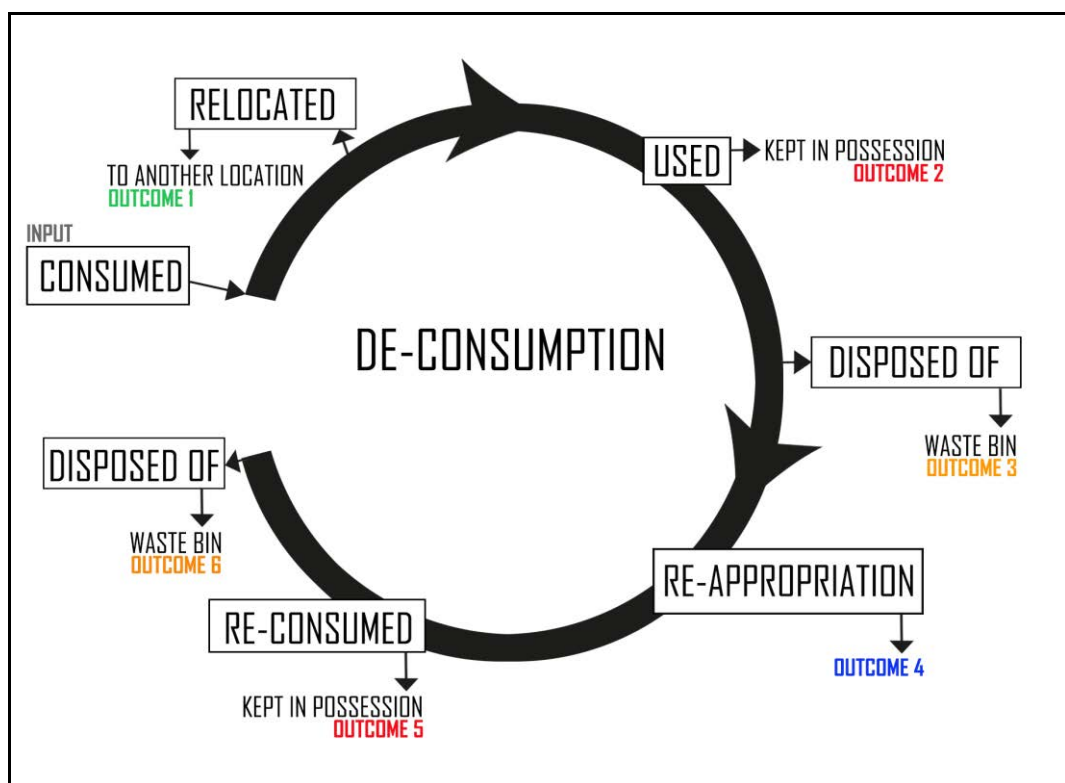 RELOCATED
TO ANOTHER LOCATION
OUTCOME 1
INPUT
CONSUMED
USED
KEPT IN POSSESSION
OUTCOME 2
DE-CONSUMPTION
DISPOSED OF
WASTE BIN
OUTCOME 3
RE-APPROPRIATION
OUTCOME 4
RE-CONSUMED
KEPT IN POSSESSION
OUTCOME 5
DISPOSED OF
WASTE BIN
OUTCOME 6